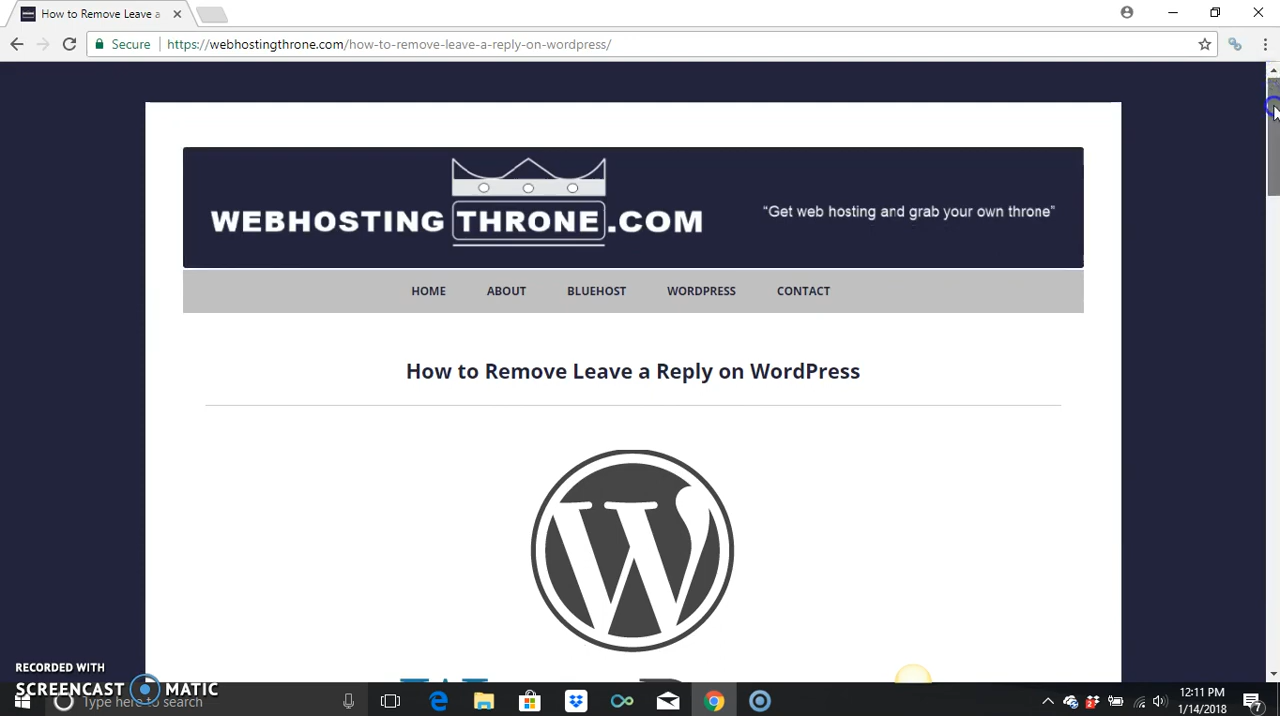 How to Remove Leave a
Secure https://webhostingthrone.com/how-to-remove-leave-a-reply-on-wordpress/
WEBHOSTING THRONE.COM
“Get web hosting and grab your own throne”
HOME ABOUT BLUEHOST WORDPRESS CONTACT
How to Remove Leave a Reply on WordPress
RECORDED WITH
SCREENCAST MATIC
Type here to search
12:11 PM
1/14/2018